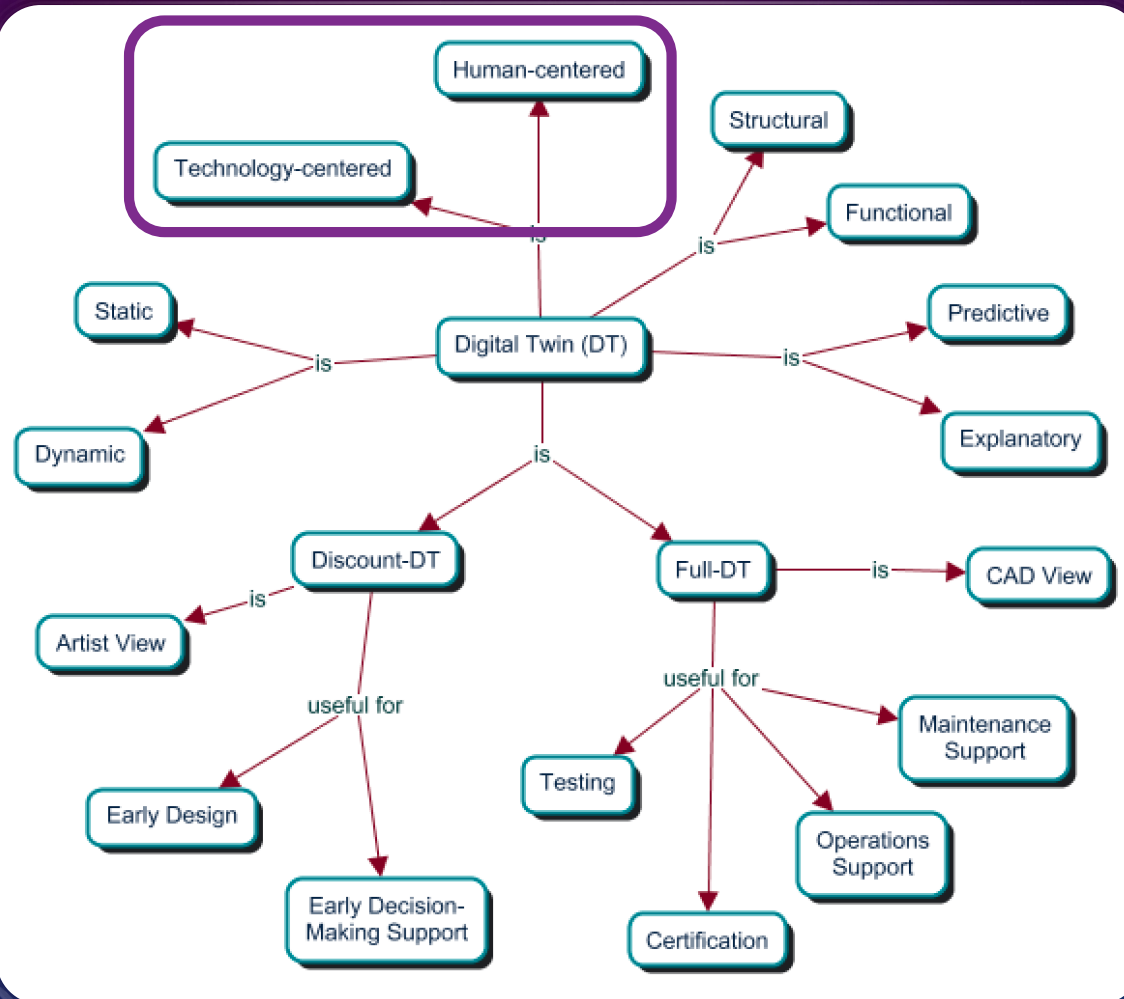 Human-centered
Structural
Technology-centered
Functional
is
is
Static
Predictive
Digital Twin (DT)
is
is
Dynamic
Explanatory
is
Discount-DT
Full-DT
is
CAD View
is
Artist View
useful for
useful for
Maintenance
Support
Testing
Early Design
Operations
Support
Early Decision-
Making Support
Certification